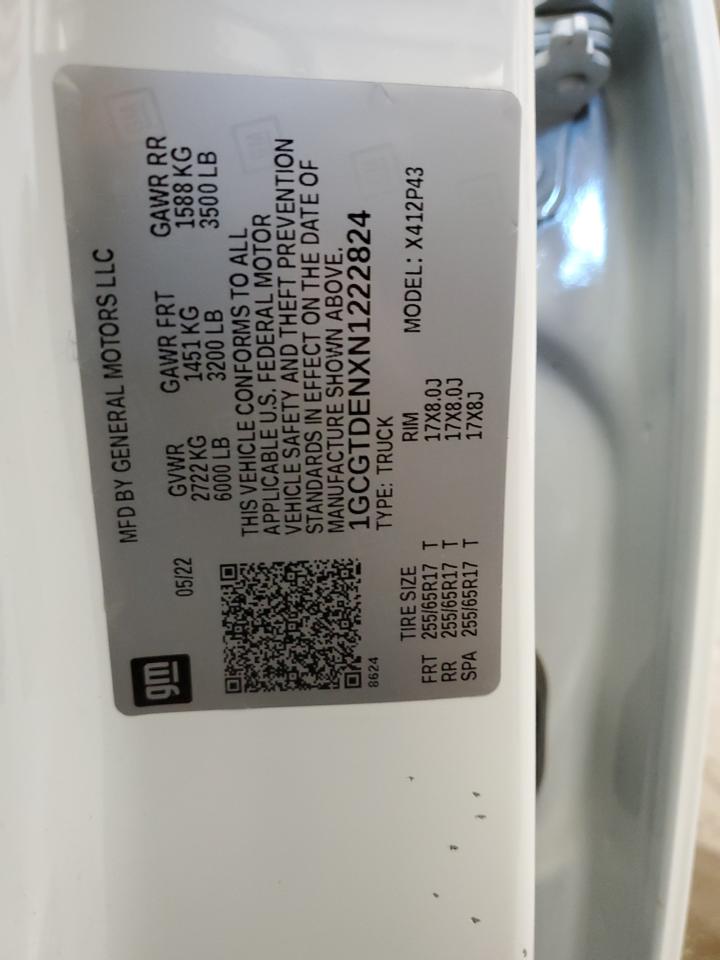 gm
05/22
MFD BY GENERAL MOTORS LLC
GVWR GAWR FRT GAWR RR
2722 KG 1451 KG 1588 KG
6000 LB 3200 LB 3500 LB
THIS VEHICLE CONFORMS TO ALL
APPLICABLE U.S. FEDERAL MOTOR
VEHICLE SAFETY AND THEFT PREVENTION
STANDARDS IN EFFECT ON THE DATE OF
MANUFACTURE SHOWN ABOVE.
1GCGTDENXN1222824
8624
TYPE: TRUCK MODEL: X412P43
TIRE SIZE RIM
FRT 255/65R17 T 17X8.0J
RR 255/65R17 T 17X8.0J
SPA 255/65R17 T 17X8J